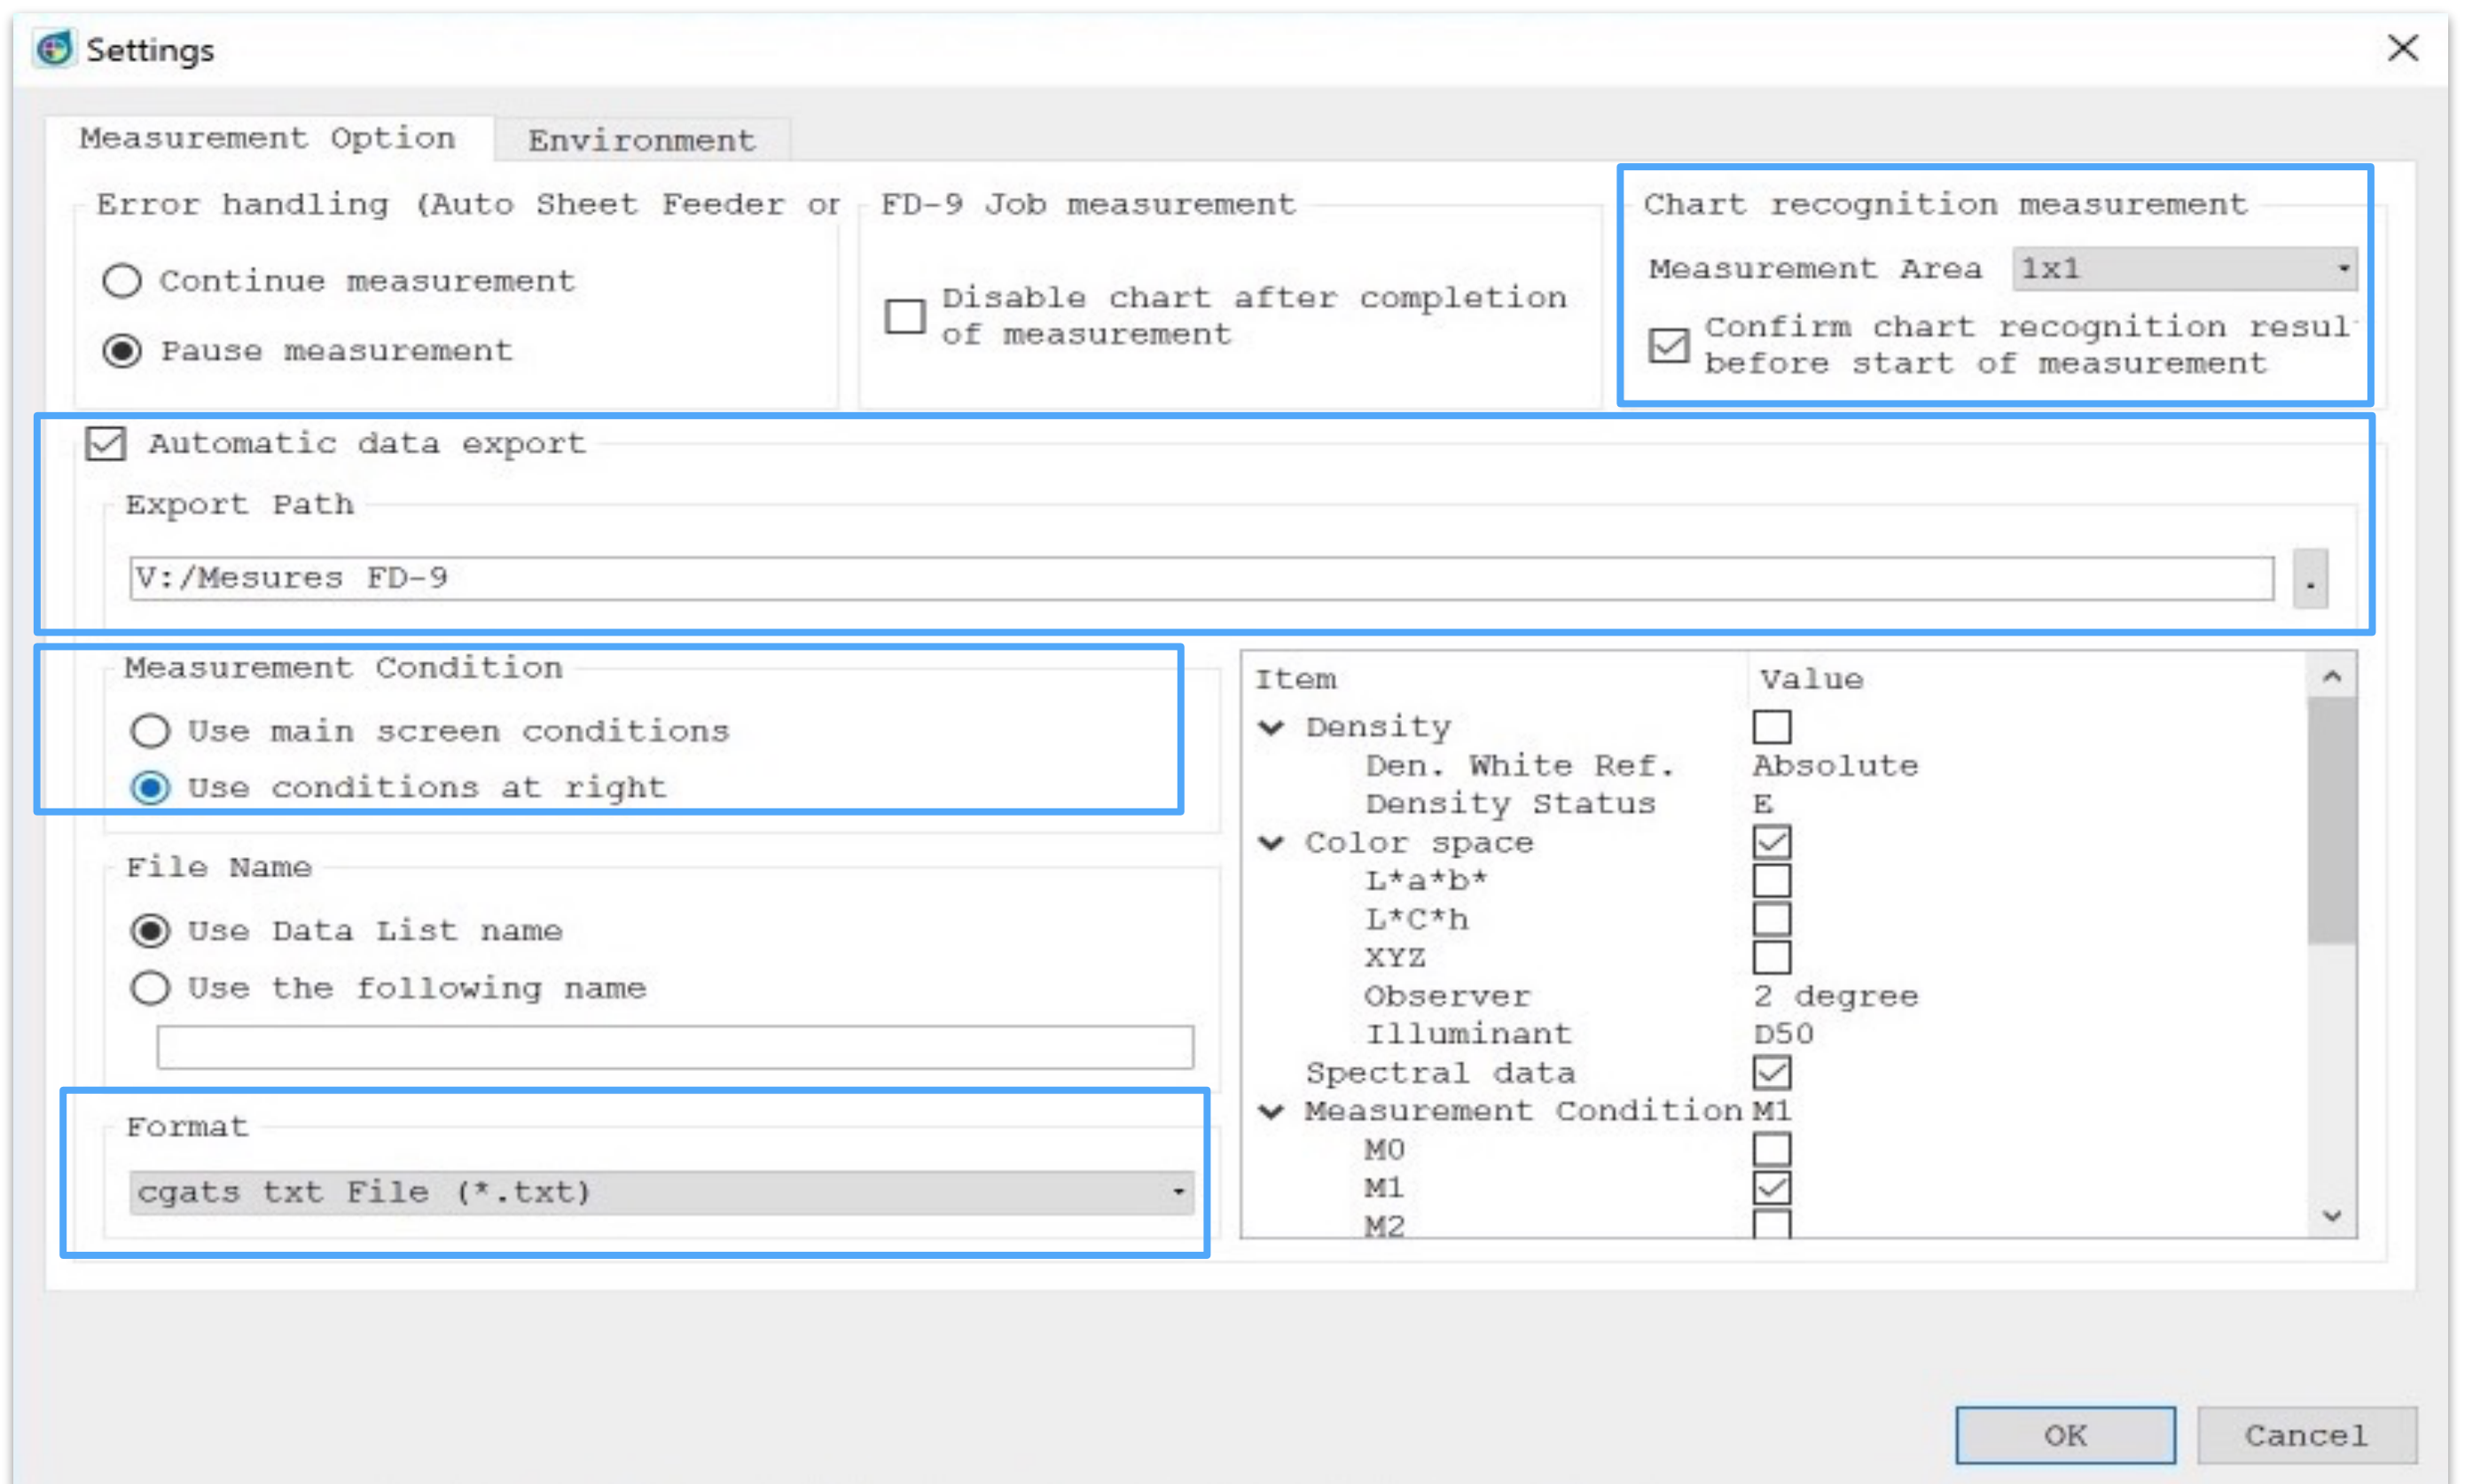 Settings
Measurement Option
Environment
Error handling (Auto Sheet Feeder or
Continue measurement
Pause measurement
FD-9 Job measurement
Disable chart after completion
of measurement
Chart recognition measurement
Measurement Area 1x1
Confirm chart recognition resul
before start of measurement
Automatic data export
Export Path
V:/Mesures FD-9
.
Measurement Condition
Use main screen conditions
Use conditions at right
File Name
Use Data List name
Use the following name
Format
cgats txt File (*.txt)
Item Value
Density
Den. White Ref. Absolute
Density Status E
Color space
L*a*b*
L*C*h
XYZ
Observer 2 degree
Illuminant D50
Spectral data
Measurement Condition M1
M0
M1
M2
OK
Cancel